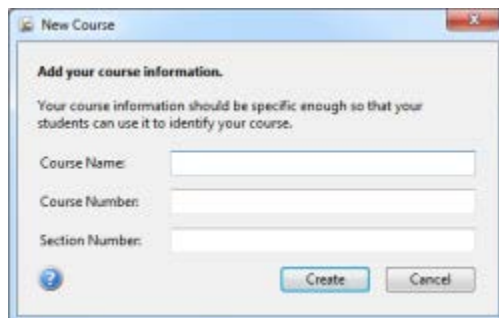 New Course
Add your course information.
Your course information should be specific enough so that your
students can use it to identify your course.
Course Name:
Course Number:
Section Number:
Create
Cancel